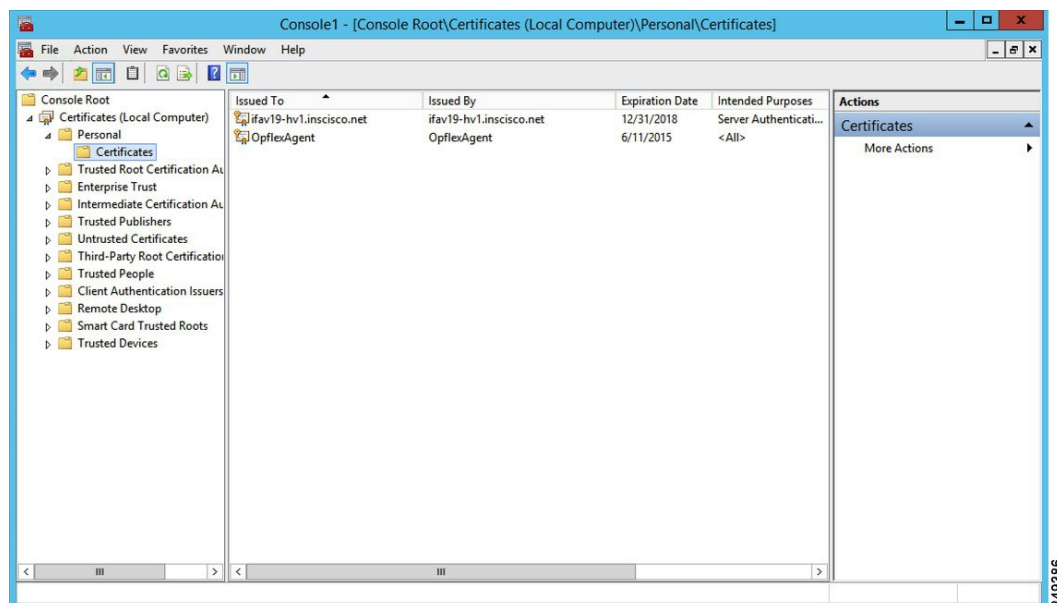 Console1 - [Console Root\Certificates (Local Computer)\Personal\Certificates]
File Action View Favorites Window Help
Console Root
Certificates (Local Computer)
Personal
Certificates
Trusted Root Certification Au
Enterprise Trust
Intermediate Certification Au
Trusted Publishers
Untrusted Certificates
Third-Party Root Certification
Trusted People
Client Authentication Issuers
Remote Desktop
Smart Card Trusted Roots
Trusted Devices
Issued To Issued By Expiration Date Intended Purposes
ifav19-hv1.inscisco.net ifav19-hv1.inscisco.net 12/31/2018 Server Authenticati...
OpflexAgent OpflexAgent 6/11/2015 <All>
Actions
Certificates
More Actions